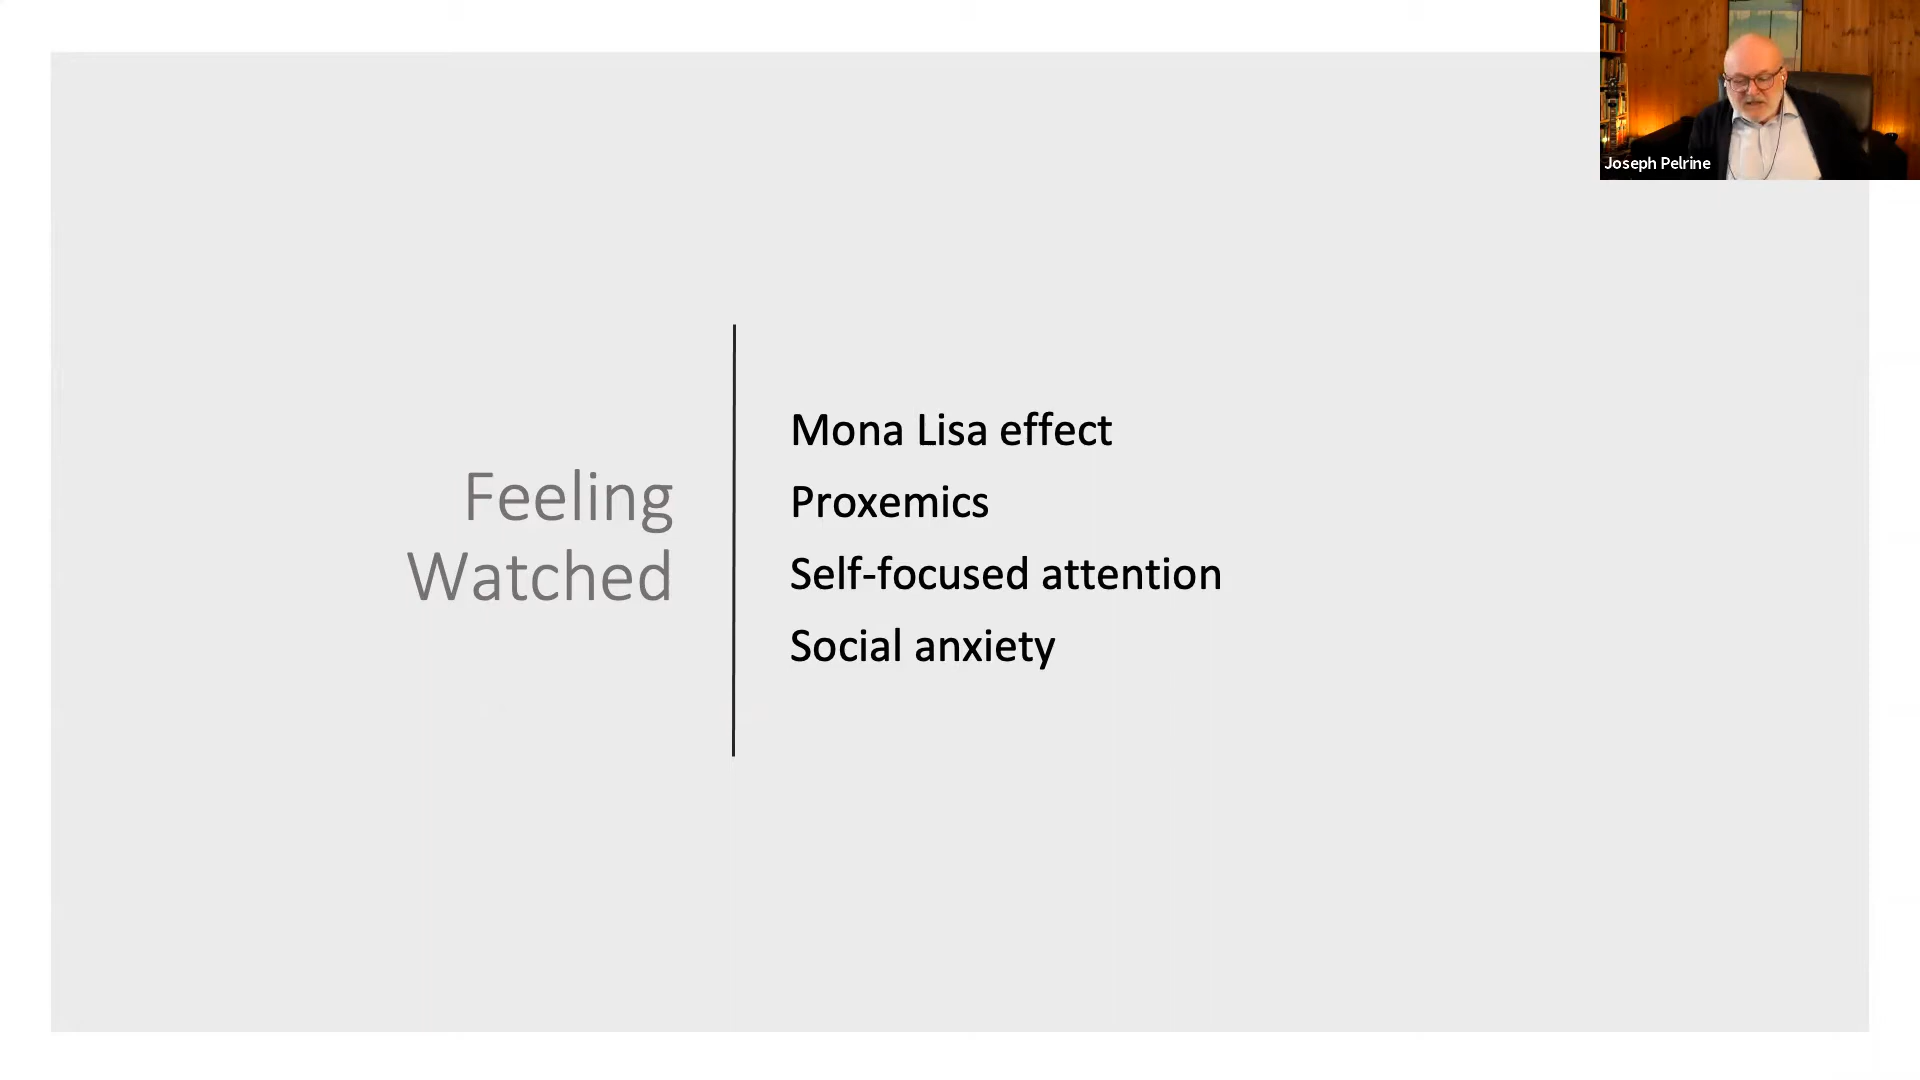 Feeling
Watched
Mona Lisa effect
Proxemics
Self-focused attention
Social anxiety
Joseph Pelrine